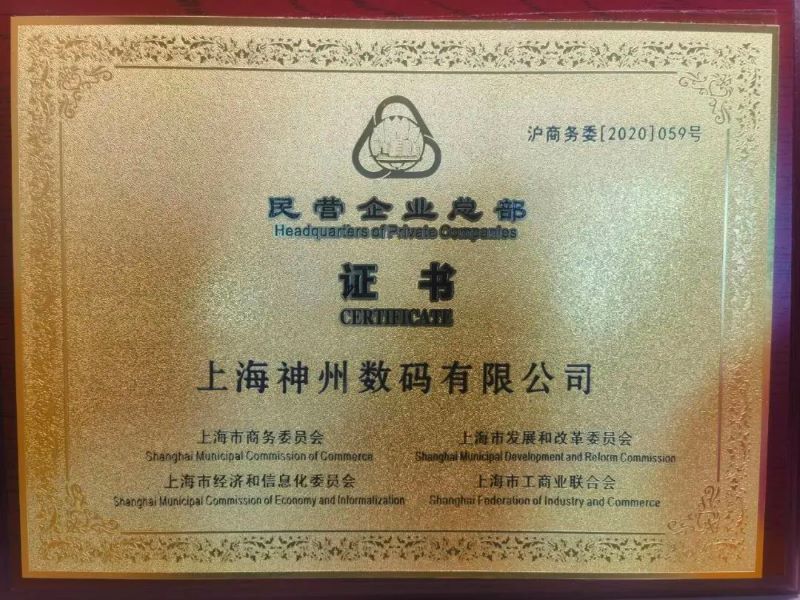 沪商务委[2020]059号
民营企业总部
Headquarters of Private Companies
证书
CERTIFICATE
上海神州数码有限公司
上海市商务委员会
Shanghai Municipal Commission of Commerce
上海市发展和改革委员会
Shanghai Municipal Development and Reform Commission
上海市经济和信息化委员会
Shanghai Municipal Commission of Economy and Informatization
上海市工商业联合会
Shanghai Federation of Industry and Commerce